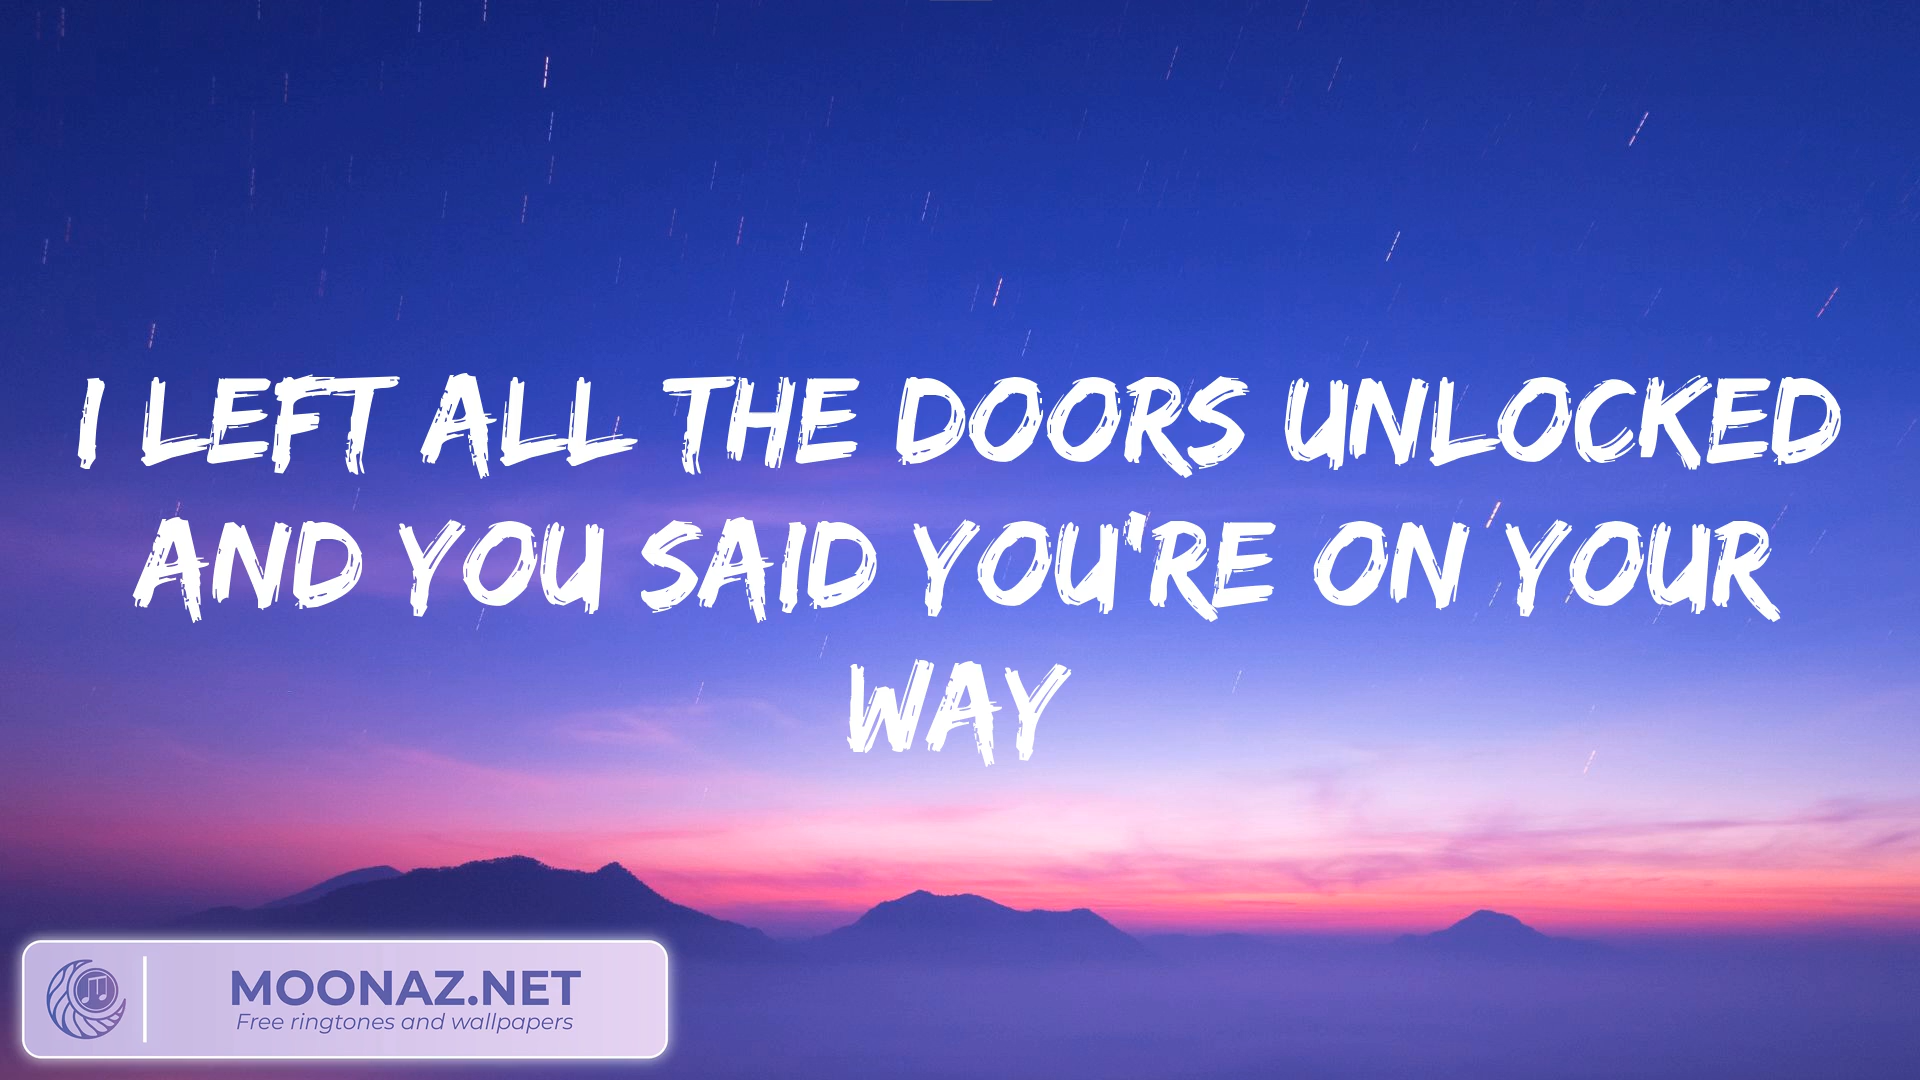 I LEFT ALL THE DOORS UNLOCKED
AND YOU SAID YOU'RE ON YOUR
WAY
MOONAZ.NET
Free ringtones and wallpapers